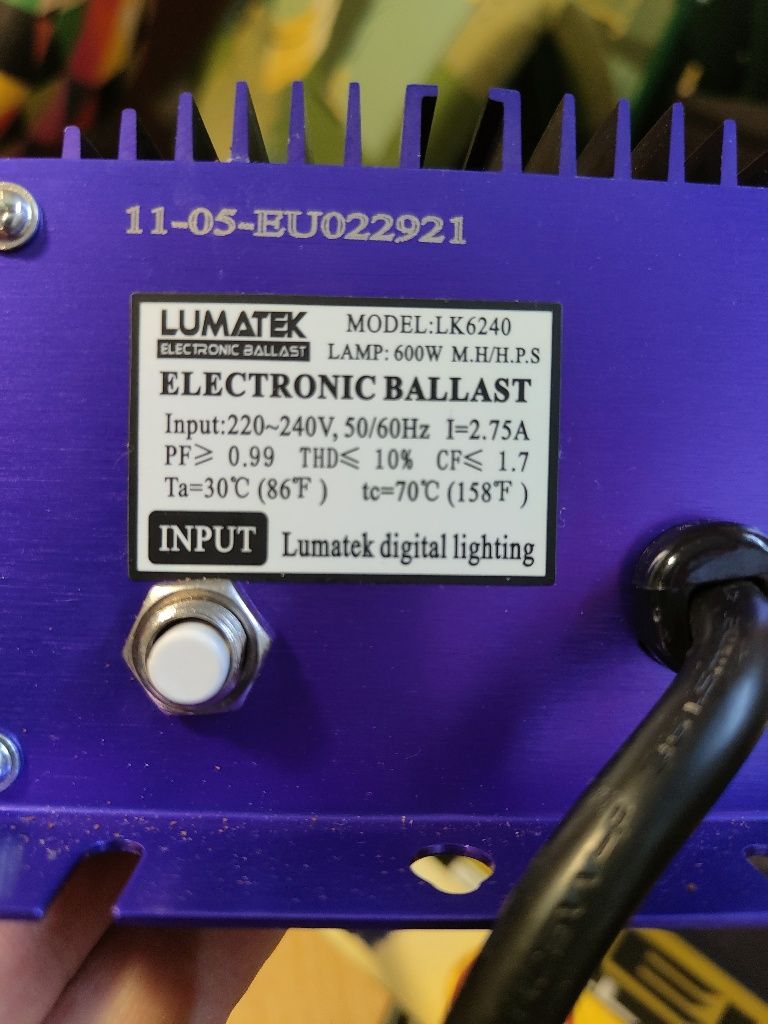 11-05-EU022921
LUMATEK
ELECTRONIC BALLAST
MODEL:LK6240
LAMP: 600W M.H/H.P.S
ELECTRONIC BALLAST
Input:220~240V, 50/60Hz I=2.75A
PF≥ 0.99 THD≤ 10% CF≤ 1.7
Ta=30℃ (86℉ ) tc=70℃ (158℉ )
INPUT
Lumatek digital lighting